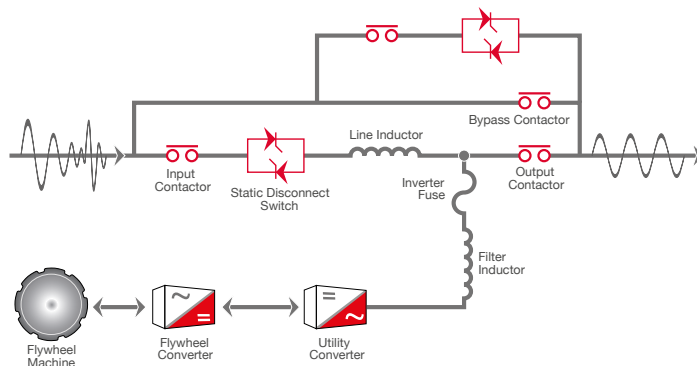 Bypass Contactor
Line Inductor
Input
Contactor
Static Disconnect
Switch
Inverter
Fuse
Output
Contactor
Filter
Inductor
Flywheel
Machine
Flywheel
Converter
Utility
Converter